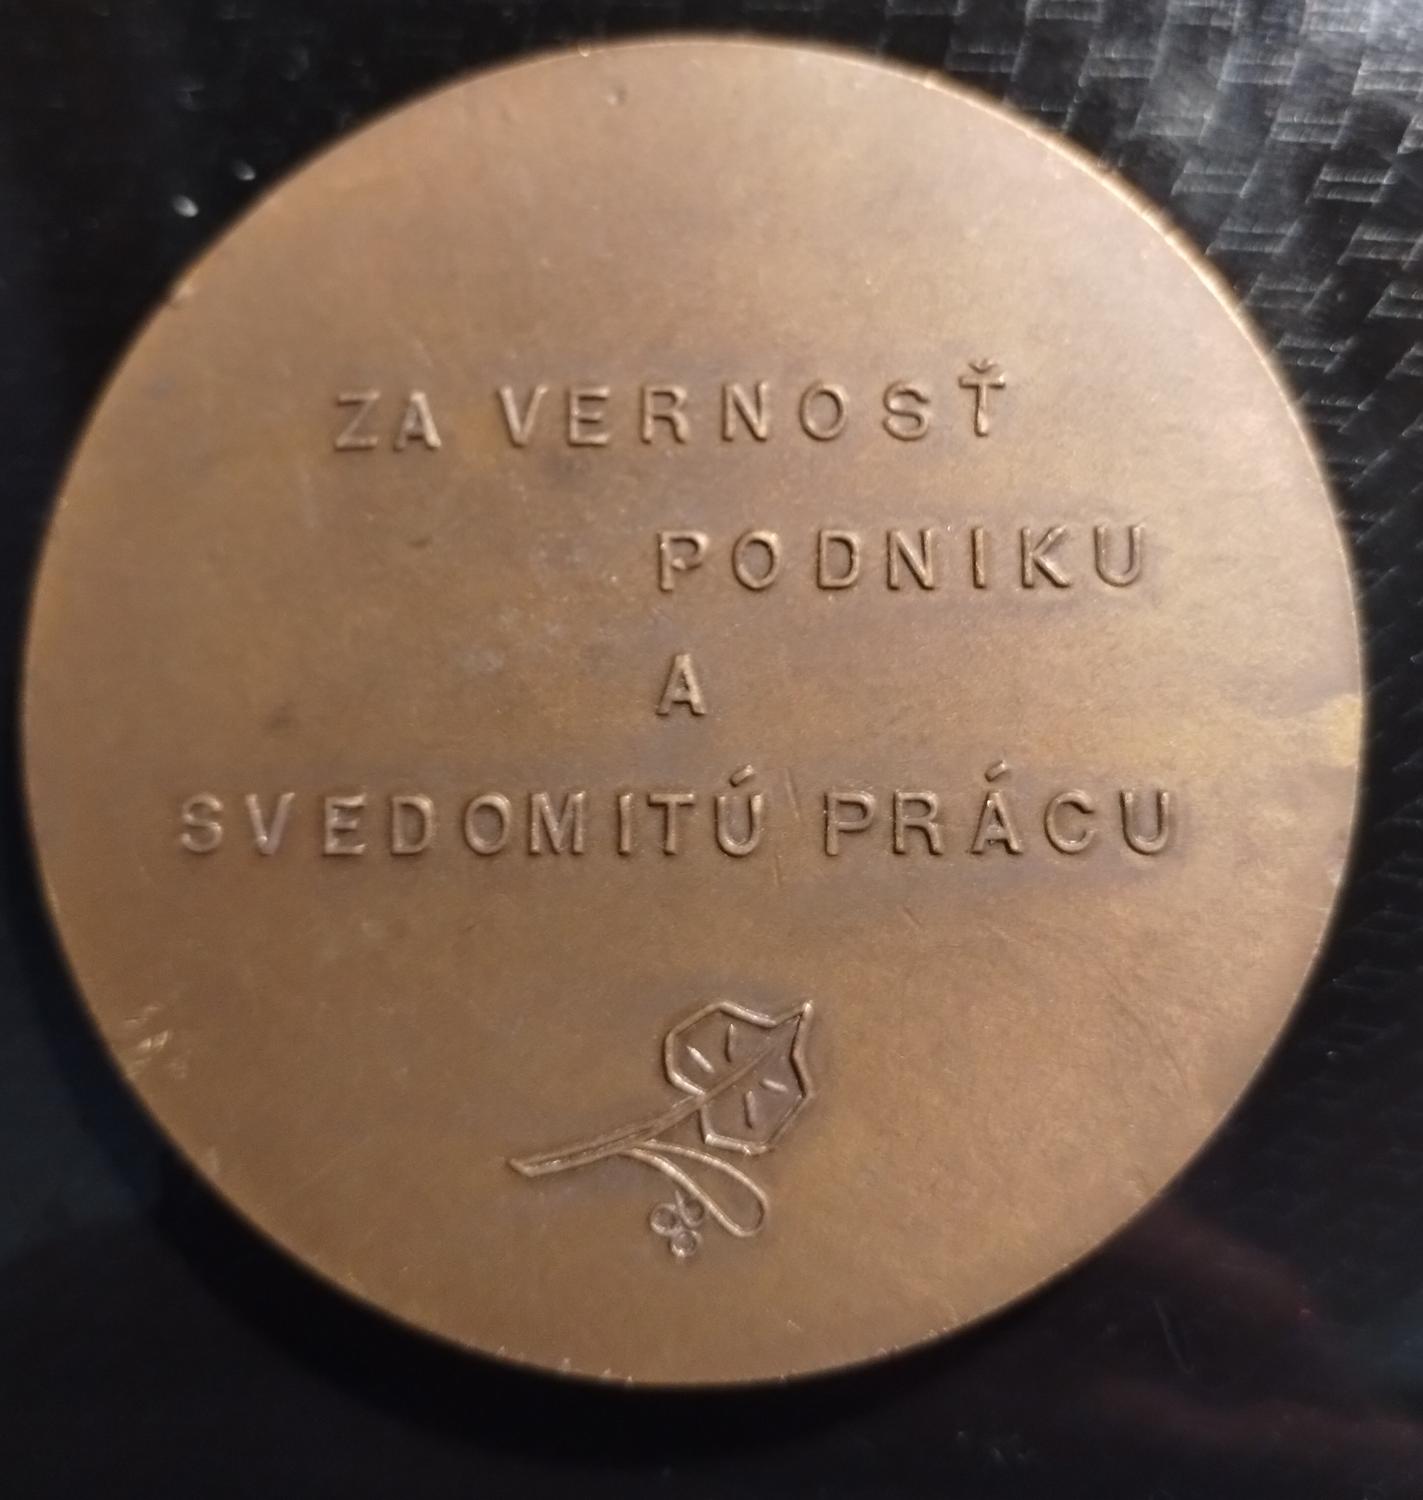 ZA VERNOSŤ
PODNIKU
A
SVEDOMITÚ PRÁCU